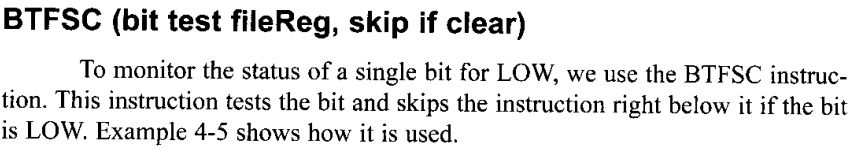 BTFSC (bit test fileReg, skip if clear)
To monitor the status of a single bit for LOW, we use the BTFSC instruc-
tion. This instruction tests the bit and skips the instruction right below it if the bit
is LOW. Example 4-5 shows how it is used.